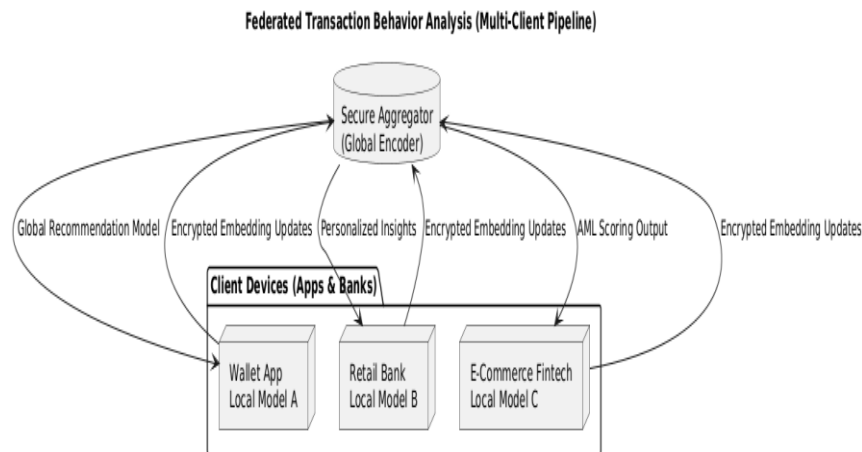 Federated Transaction Behavior Analysis (Multi-Client Pipeline)
Secure Aggregator
(Global Encoder)
Global Recommendation Model
Encrypted Embedding Updates
Personalized Insights
Encrypted Embedding Updates
AML Scoring Output
Encrypted Embedding Updates
Client Devices (Apps & Banks)
Wallet App
Local Model A
Retail Bank
Local Model B
E-Commerce Fintech
Local Model C